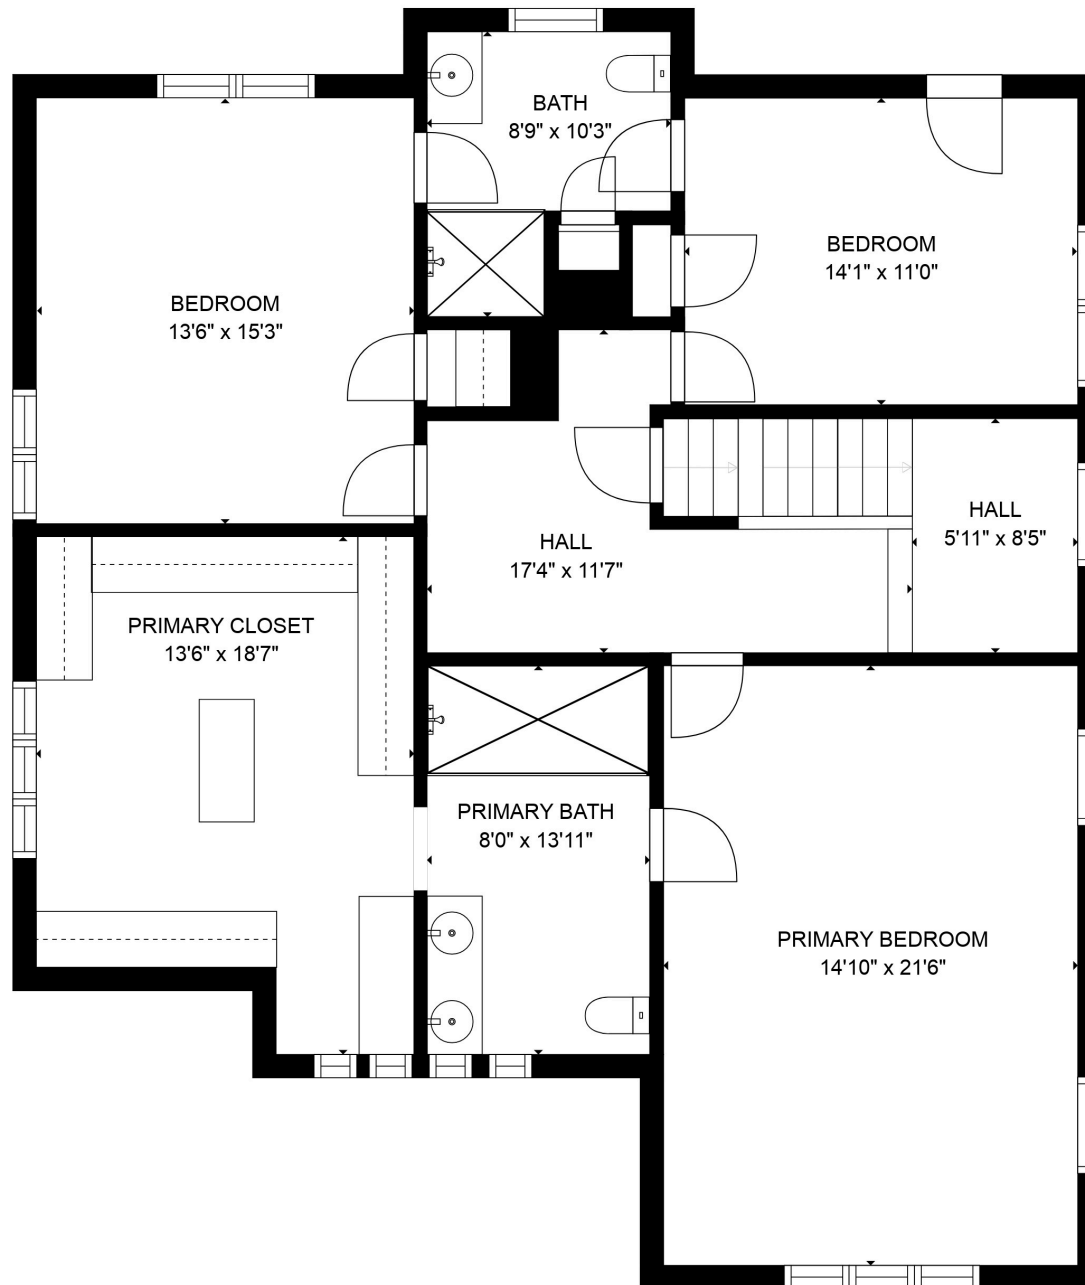 BATH
8'9" x 10'3"
BEDROOM
14'1" x 11'0"
BEDROOM
13'6" x 15'3"
HALL
5'11" x 8'5"
HALL
17'4" x 11'7"
PRIMARY CLOSET
13'6" x 18'7"
PRIMARY BATH
8'0" x 13'11"
PRIMARY BEDROOM
14'10" x 21'6"